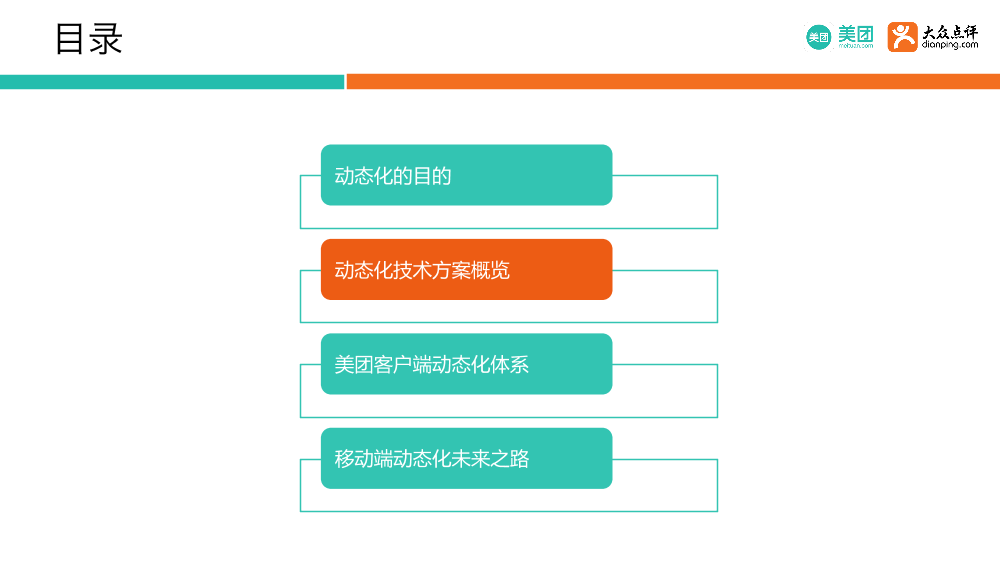 目录
美团
美团
meituan.com
大众点评
dianping.com
动态化的目的
动态化技术方案概览
美团客户端动态化体系
移动端动态化未来之路